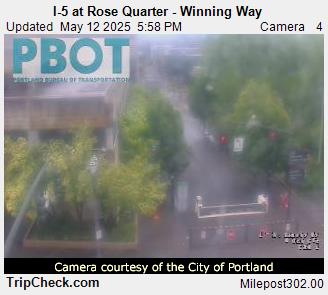 I-5 at Rose Quarter - Winning Way
Updated May 12 2025 5:58 PM Camera 4
PBOT
PORTLAND BUREAU OF TRANSPORTATION
Camera courtesy of the City of Portland
TripCheck.com Milepost302.00